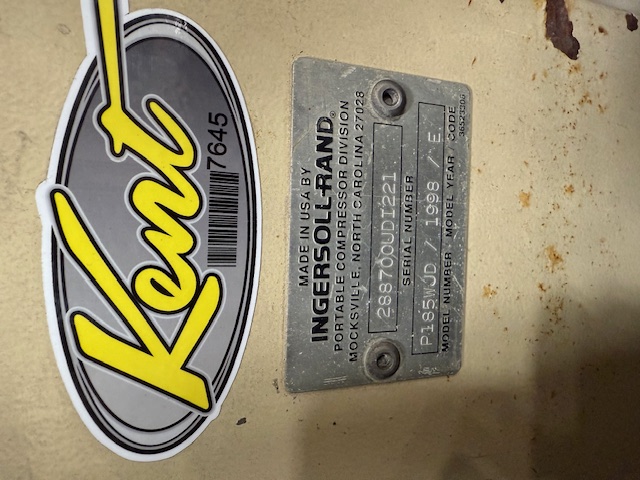 Kent
7645
MADE IN USA BY
INGERSOLL-RAND®
PORTABLE COMPRESSOR DIVISION
MOCKSVILLE, NORTH CAROLINA 27028
288700UDI221
SERIAL NUMBER
P185WJD / 1998 / E
MODEL NUMBER MODEL YEAR CODE